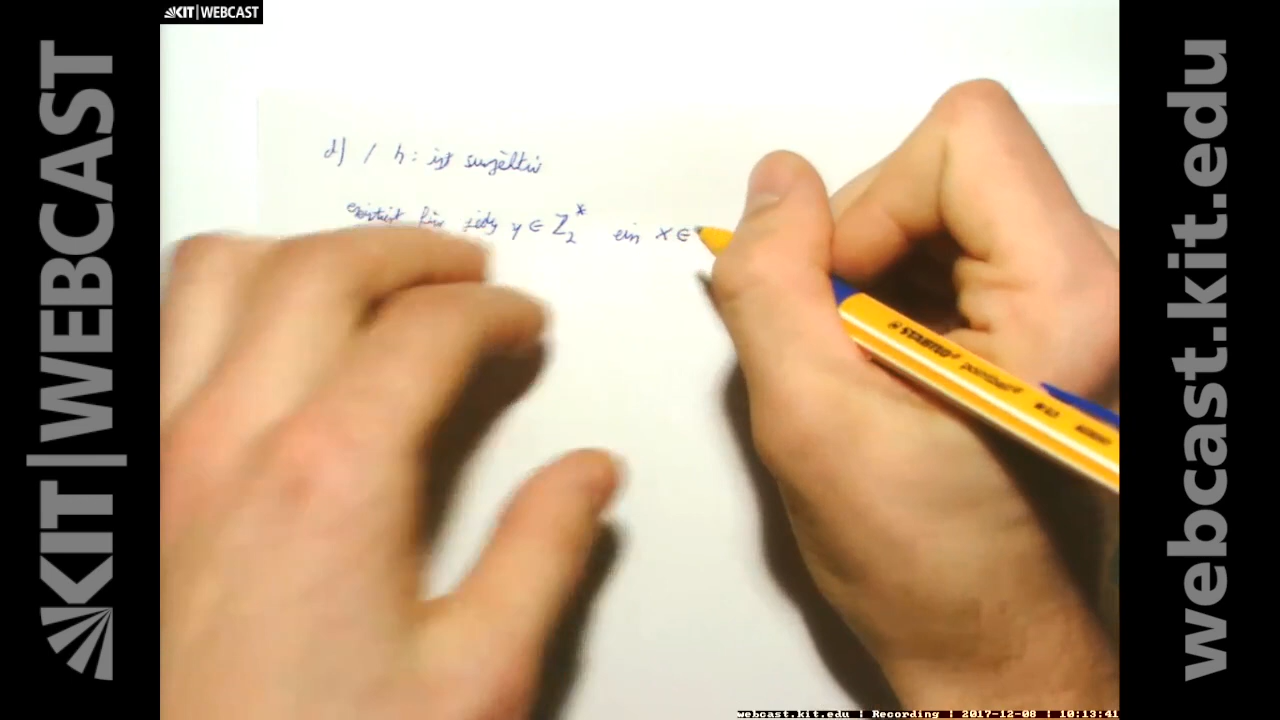 KIT|WEBCAST
KIT|WEBCAST
d) / h: ist surjektiv
existiert für jedes y ∈ Z₂* ein x ∈
STABILO
webcast.kit.edu
webcast.kit.edu | Recording | 2017-12-08 | 10:13:41